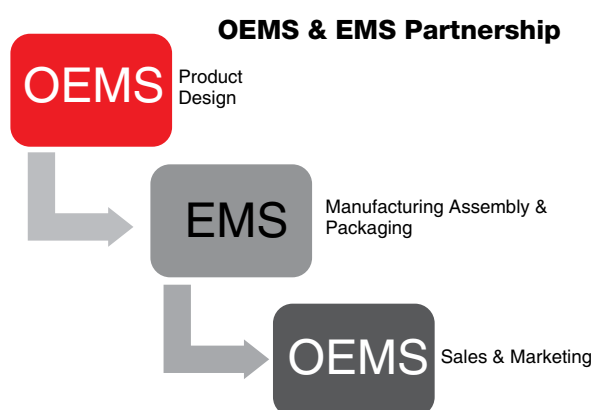 OEMS & EMS Partnership
OEMS
Product
Design
EMS
Manufacturing Assembly &
Packaging
OEMS
Sales & Marketing